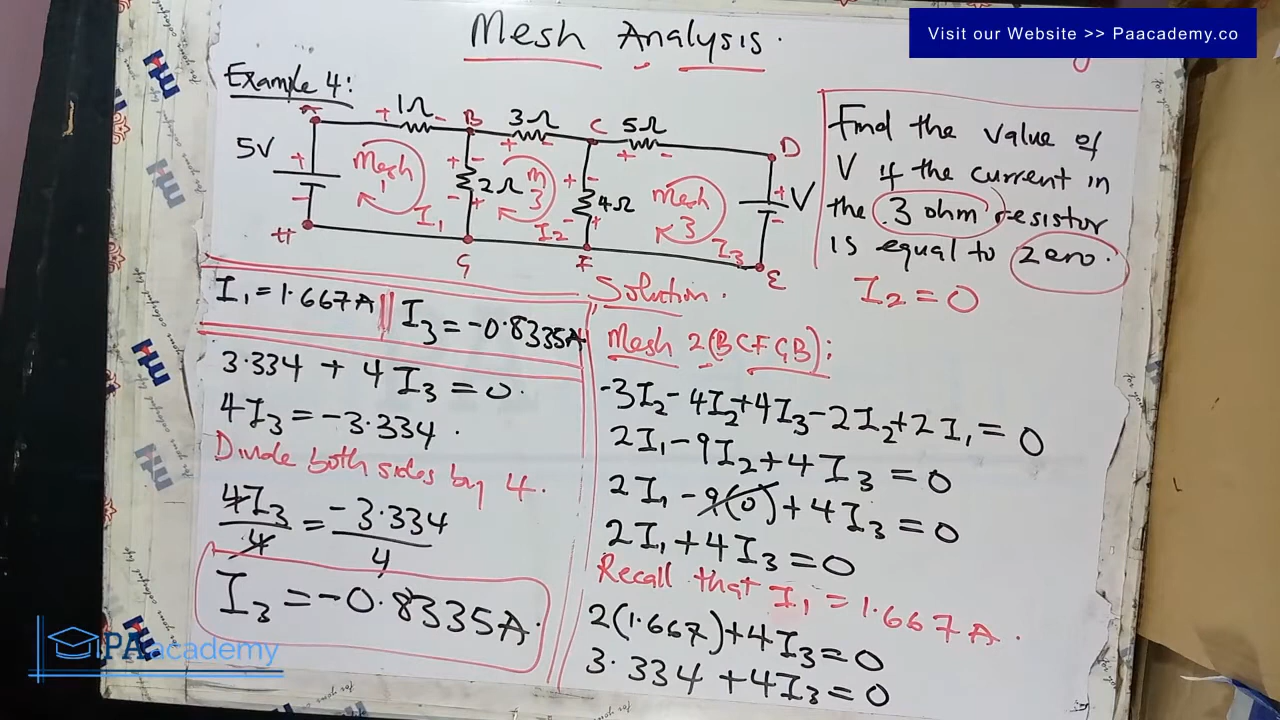 Visit our Website >> Paacademy.co
Mesh Analysis.
Example 4:
A
+ 1Ω -
B
3Ω
+ -
C
5Ω
+ -
D
5V
+
-
Mesh
1
I₁
+ -
2Ω
- +
M
3
I₂
+ -
4Ω
- +
Mesh
3
I₃
+
V
-
H
G
F
E
Find the value of
V if the current in
the 3 ohm resistor
is equal to zero.
I₂ = 0
Solution.
I₁ = 1.667A || I₃ = -0.8335A
3.334 + 4I₃ = 0.
4I₃ = -3.334.
Divide both sides by 4.
4I₃/4 = -3.334/4
I₃ = -0.8335A.
Mesh 2(BCFGB):
-3I₂ - 4I₂ + 4I₃ - 2I₂ + 2I₁ = 0
2I₁ - 9I₂ + 4I₃ = 0
2I₁ - 9(0) + 4I₃ = 0
2I₁ + 4I₃ = 0
Recall that I₁ = 1.667A.
2(1.667) + 4I₃ = 0
3.334 + 4I₃ = 0
PAacademy